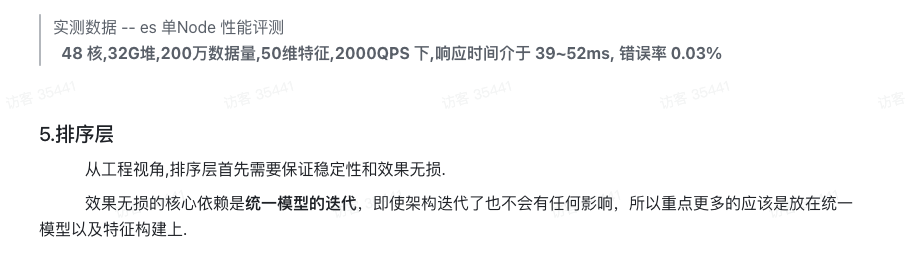 实测数据 -- es 单Node 性能评测
48 核,32G堆,200万数据量,50维特征,2000QPS 下,响应时间介于 39~52ms, 错误率 0.03%
访客 35441 访客 35441 访客 35441 访客 35441 访客
5.排序层
从工程视角,排序层首先需要保证稳定性和效果无损.
效果无损的核心依赖是统一模型的迭代，即使架构迭代了也不会有任何影响，所以重点更多的应该是放在统一
模型以及特征构建上.